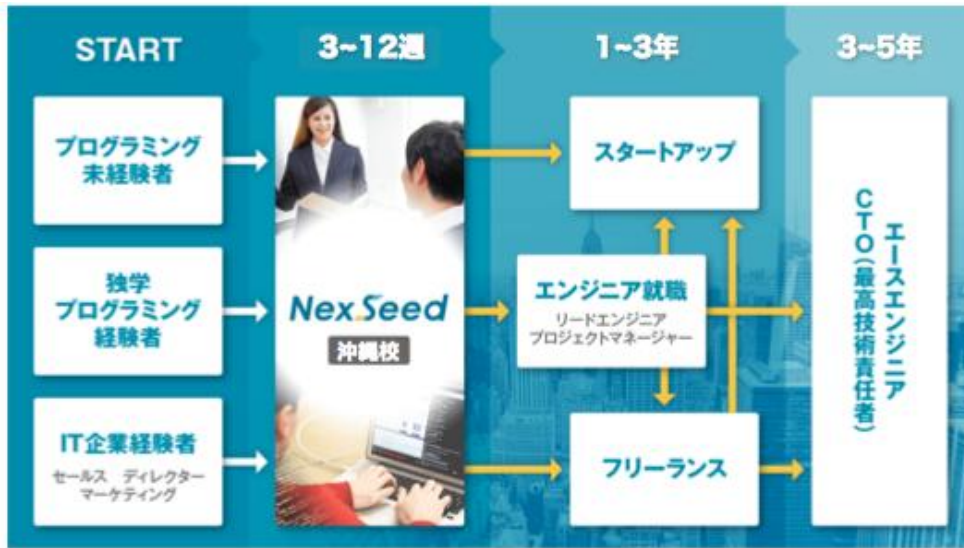 START
3~12週
1~3年
3~5年
プログラミング
未経験者
独学
プログラミング
経験者
IT企業経験者
セールス ディレクター
マーケティング
NexSeed
沖縄校
スタートアップ
エンジニア就職
リードエンジニア
プロジェクトマネージャー
フリーランス
エースエンジニア
CTO(最高技術責任者)